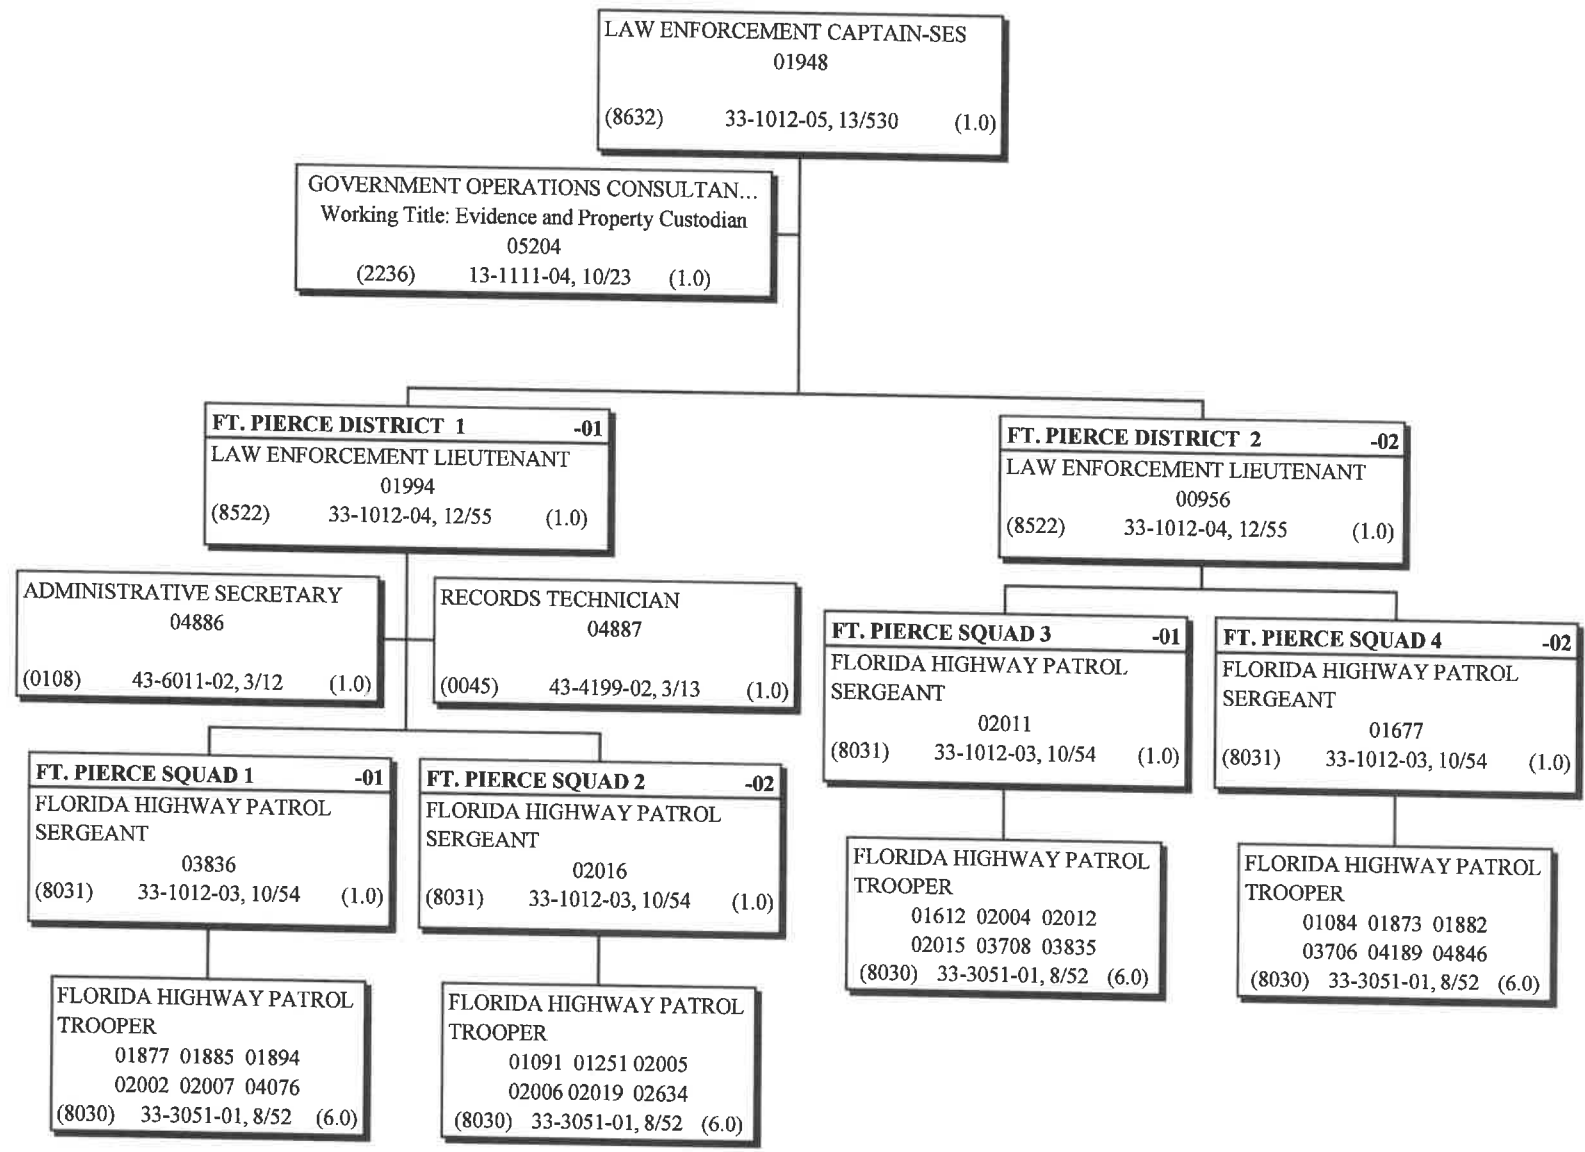 LAW ENFORCEMENT CAPTAIN-SES
01948
(8632) 33-1012-05, 13/530 (1.0)
GOVERNMENT OPERATIONS CONSULTAN...
Working Title: Evidence and Property Custodian
05204
(2236) 13-1111-04, 10/23 (1.0)
FT. PIERCE DISTRICT 1 -01
LAW ENFORCEMENT LIEUTENANT
01994
(8522) 33-1012-04, 12/55 (1.0)
FT. PIERCE DISTRICT 2 -02
LAW ENFORCEMENT LIEUTENANT
00956
(8522) 33-1012-04, 12/55 (1.0)
ADMINISTRATIVE SECRETARY
04886
(0108) 43-6011-02, 3/12 (1.0)
RECORDS TECHNICIAN
04887
(0045) 43-4199-02, 3/13 (1.0)
FT. PIERCE SQUAD 3 -01
FLORIDA HIGHWAY PATROL
SERGEANT
02011
(8031) 33-1012-03, 10/54 (1.0)
FT. PIERCE SQUAD 4 -02
FLORIDA HIGHWAY PATROL
SERGEANT
01677
(8031) 33-1012-03, 10/54 (1.0)
FT. PIERCE SQUAD 1 -01
FLORIDA HIGHWAY PATROL
SERGEANT
03836
(8031) 33-1012-03, 10/54 (1.0)
FT. PIERCE SQUAD 2 -02
FLORIDA HIGHWAY PATROL
SERGEANT
02016
(8031) 33-1012-03, 10/54 (1.0)
FLORIDA HIGHWAY PATROL
TROOPER
01612 02004 02012
02015 03708 03835
(8030) 33-3051-01, 8/52 (6.0)
FLORIDA HIGHWAY PATROL
TROOPER
01084 01873 01882
03706 04189 04846
(8030) 33-3051-01, 8/52 (6.0)
FLORIDA HIGHWAY PATROL
TROOPER
01877 01885 01894
02002 02007 04076
(8030) 33-3051-01, 8/52 (6.0)
FLORIDA HIGHWAY PATROL
TROOPER
01091 01251 02005
02006 02019 02634
(8030) 33-3051-01, 8/52 (6.0)